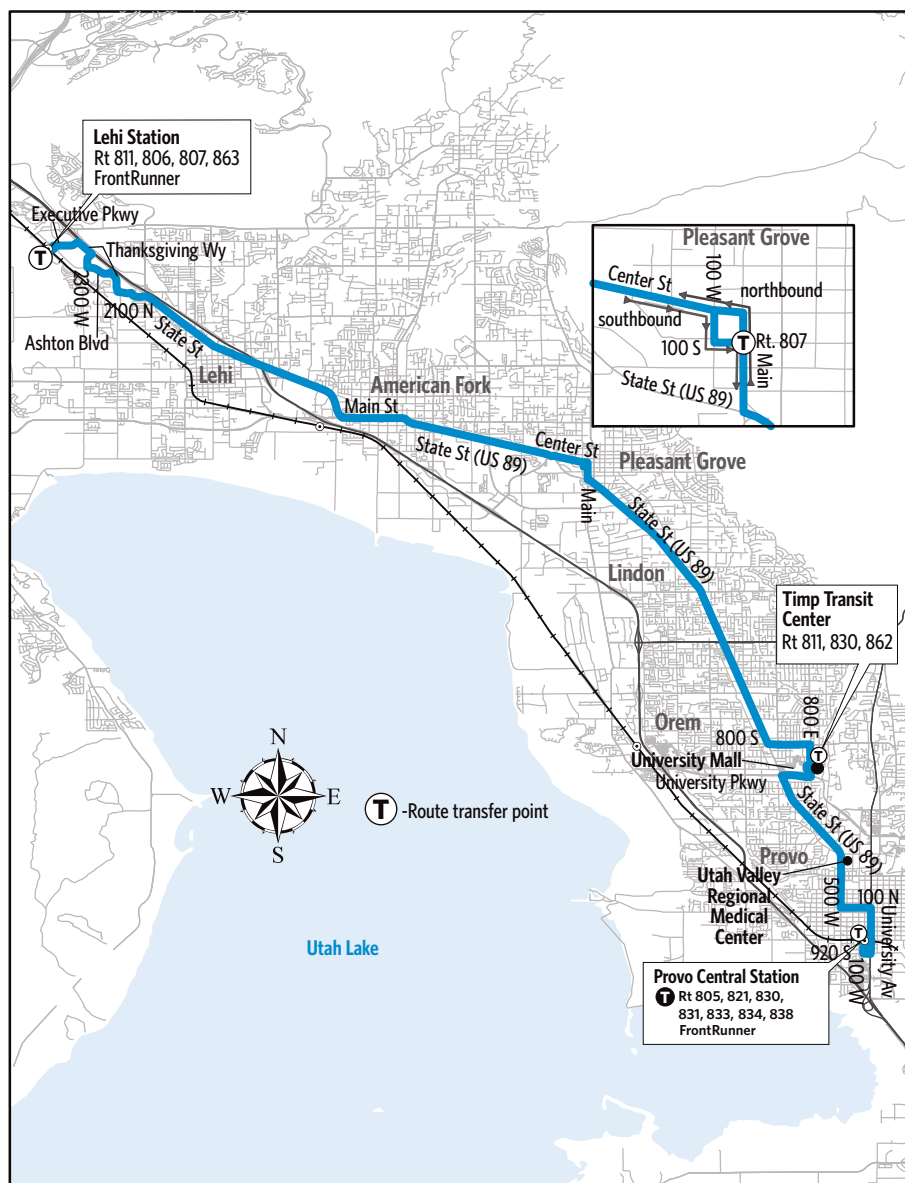 Lehi Station
Rt 811, 806, 807, 863
FrontRunner
Executive Pkwy
T
Thanksgiving Wy
2300 W
2100 N
Ashton Blvd
State St
Lehi
American Fork
Main St
State St (US 89)
Center St
Pleasant Grove
Main
State St (US 89)
Lindon
Pleasant Grove
Center St
100 W
northbound
southbound
T
Rt. 807
100 S
Main
State St (US 89)
Timp Transit
Center
Rt 811, 830, 862
800 E
Orem
800 S
T
University Mall
University Pkwy
State St (US 89)
N
W
E
S
T
-Route transfer point
Provo
Utah Valley
Regional
Medical
Center
500 W
100 N
University Av
T
920 S
100 W
Utah Lake
Provo Central Station
T
Rt 805, 821, 830,
831, 833, 834, 838
FrontRunner